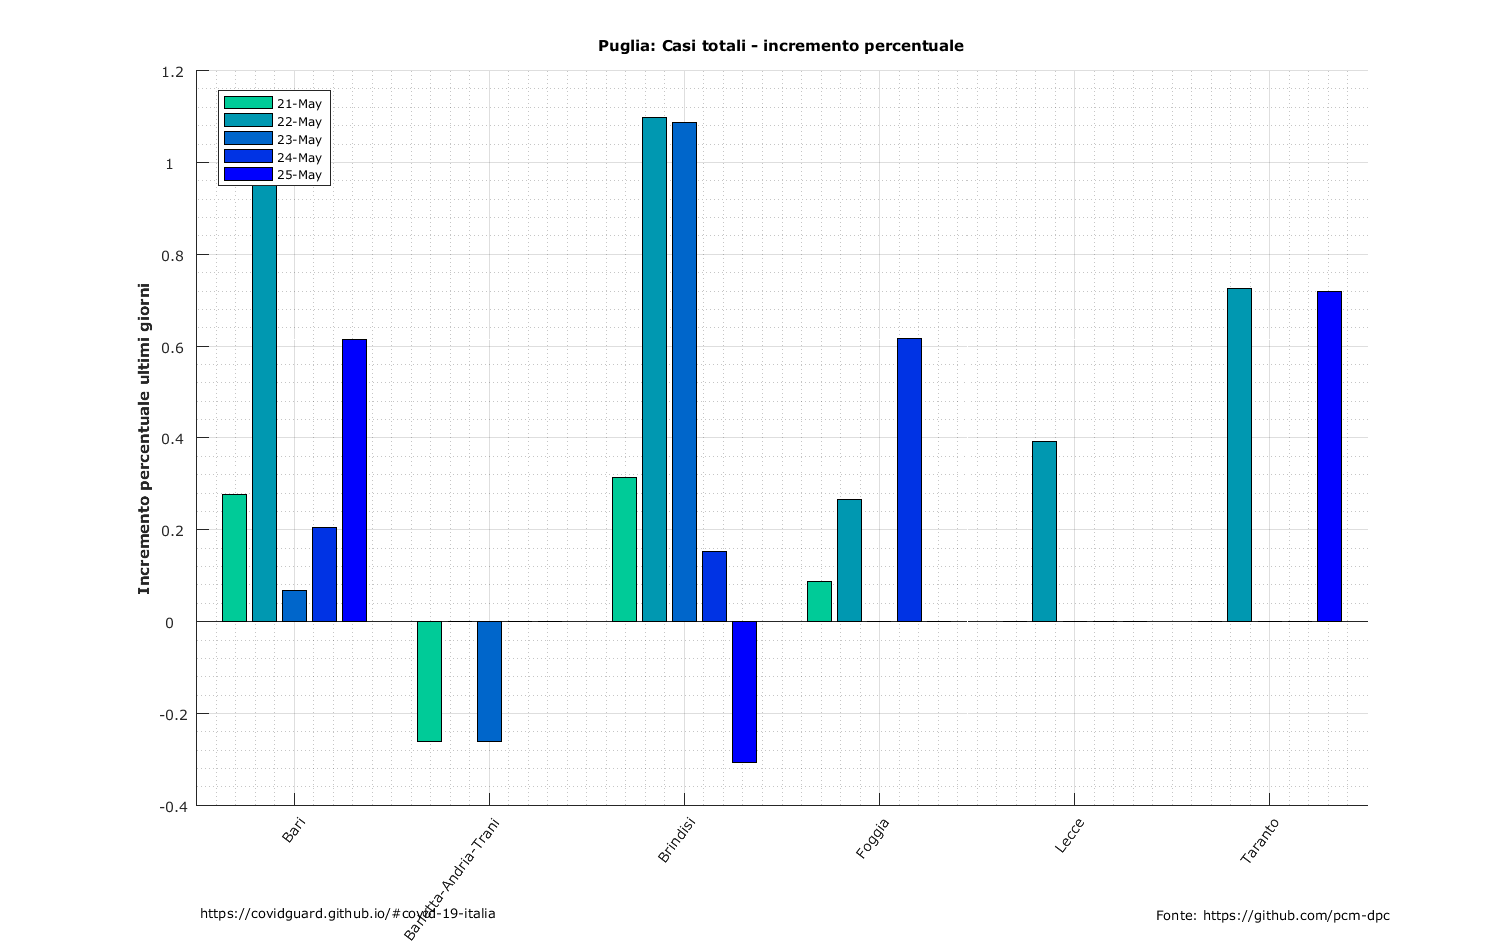 Puglia: Casi totali - incremento percentuale
1.2
1
0.8
0.6
0.4
0.2
0
-0.2
-0.4
Incremento percentuale ultimi giorni
21-May
22-May
23-May
24-May
25-May
Bari
Barletta-Andria-Trani
Brindisi
Foggia
Lecce
Taranto
https://covidguard.github.io/#covid-19-italia
Fonte: https://github.com/pcm-dpc